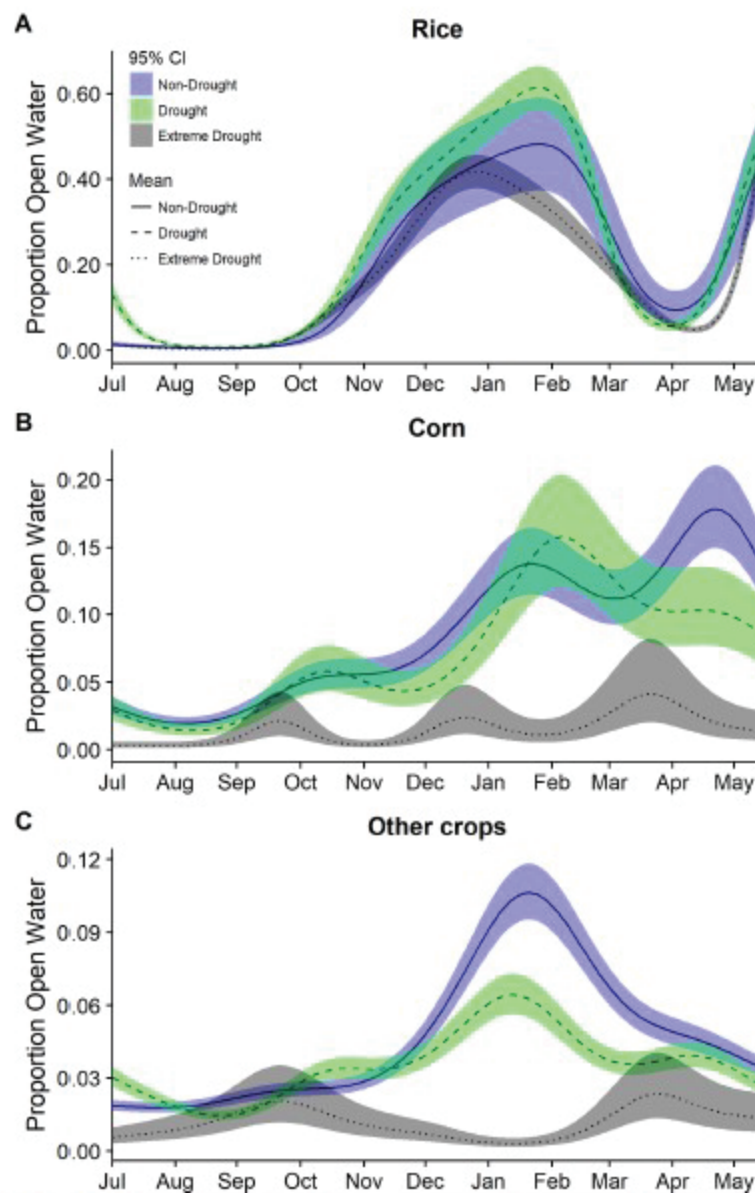 A
Rice
95% CI
Non-Drought
Drought
Extreme Drought
Mean
Non-Drought
Drought
Extreme Drought
Proportion Open Water
0.60
0.40
0.20
0.00
Jul Aug Sep Oct Nov Dec Jan Feb Mar Apr May
B
Corn
Proportion Open Water
0.20
0.15
0.10
0.05
0.00
Jul Aug Sep Oct Nov Dec Jan Feb Mar Apr May
C
Other crops
Proportion Open Water
0.12
0.09
0.06
0.03
0.00
Jul Aug Sep Oct Nov Dec Jan Feb Mar Apr May